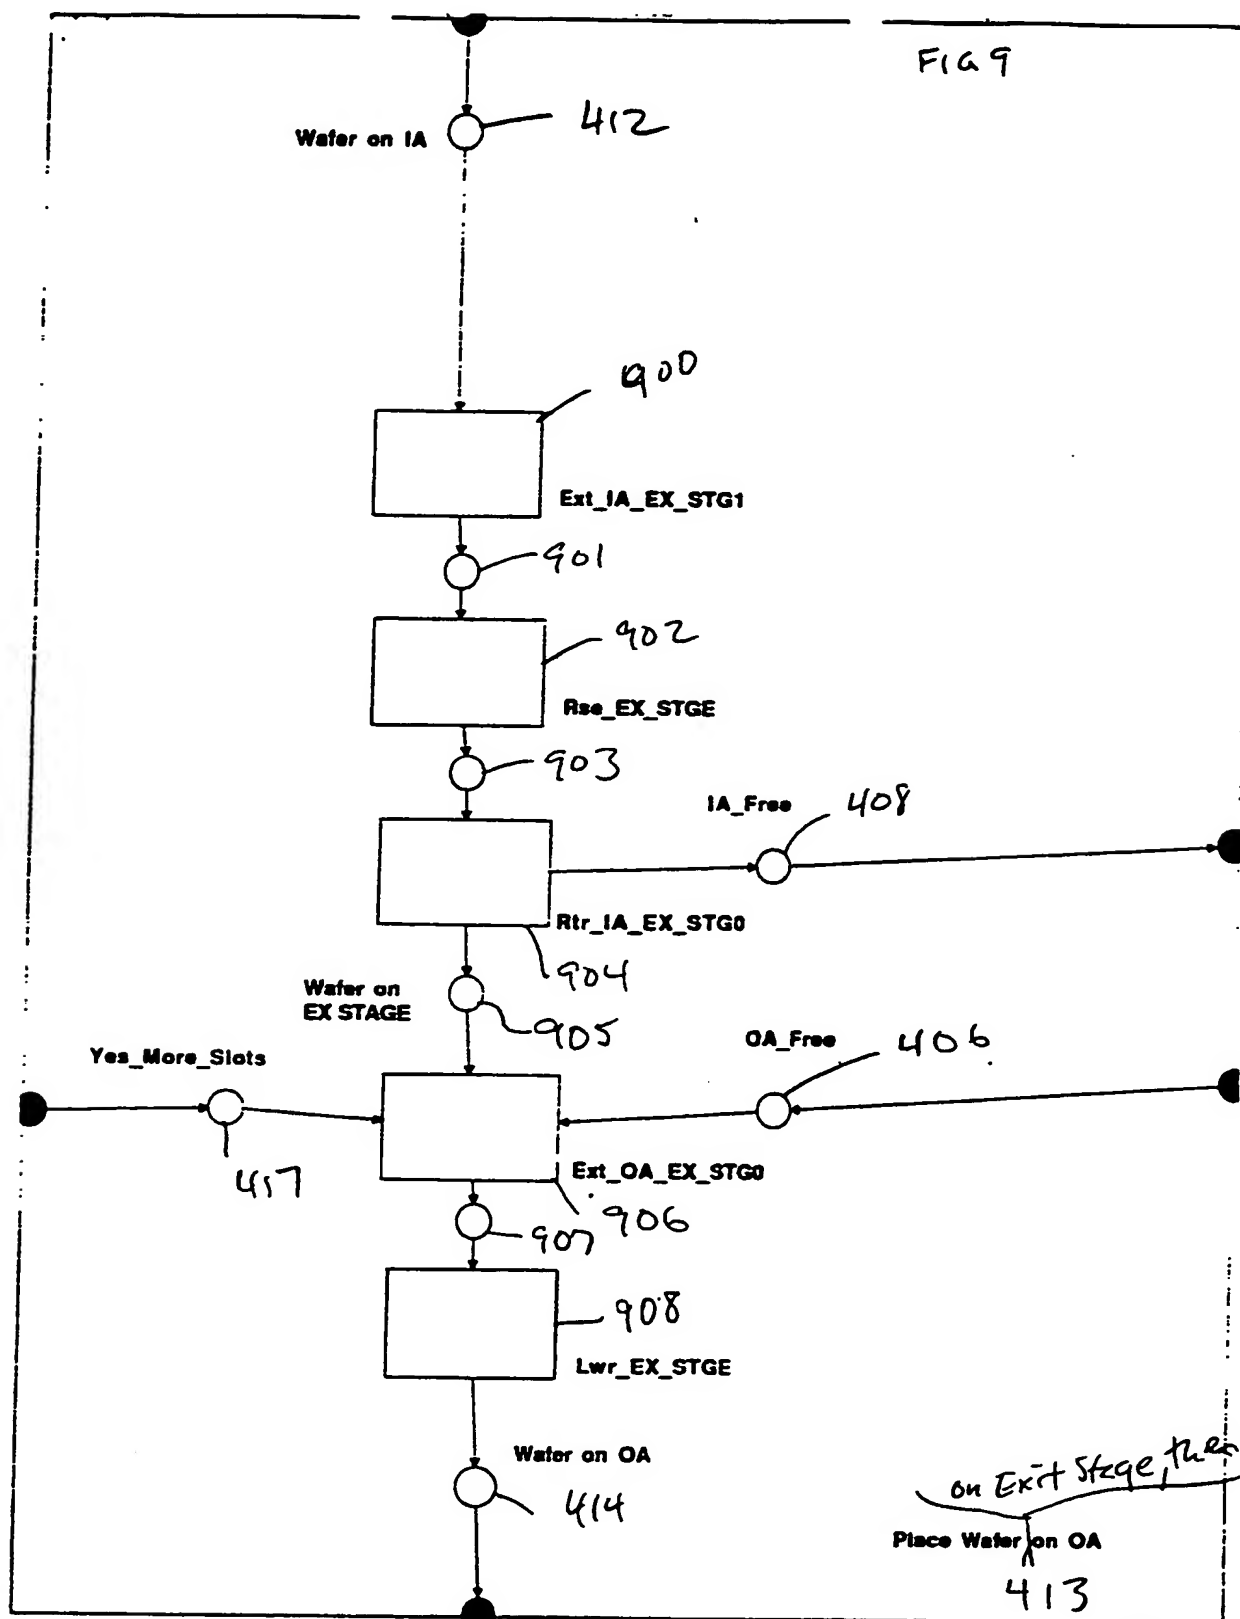 FIG 9
412
Wafer on IA
900
Ext_IA_EX_STG1
901
902
Rse_EX_STGE
903
IA_Free
408
Rtr_IA_EX_STG0
904
Wafer on
EX STAGE
905
OA_Free
406
Yes_More_Slots
417
Ext_OA_EX_STG0
906
907
908
Lwr_EX_STGE
Wafer on OA
414
on Exit Stage, then
Place Wafer on OA
413